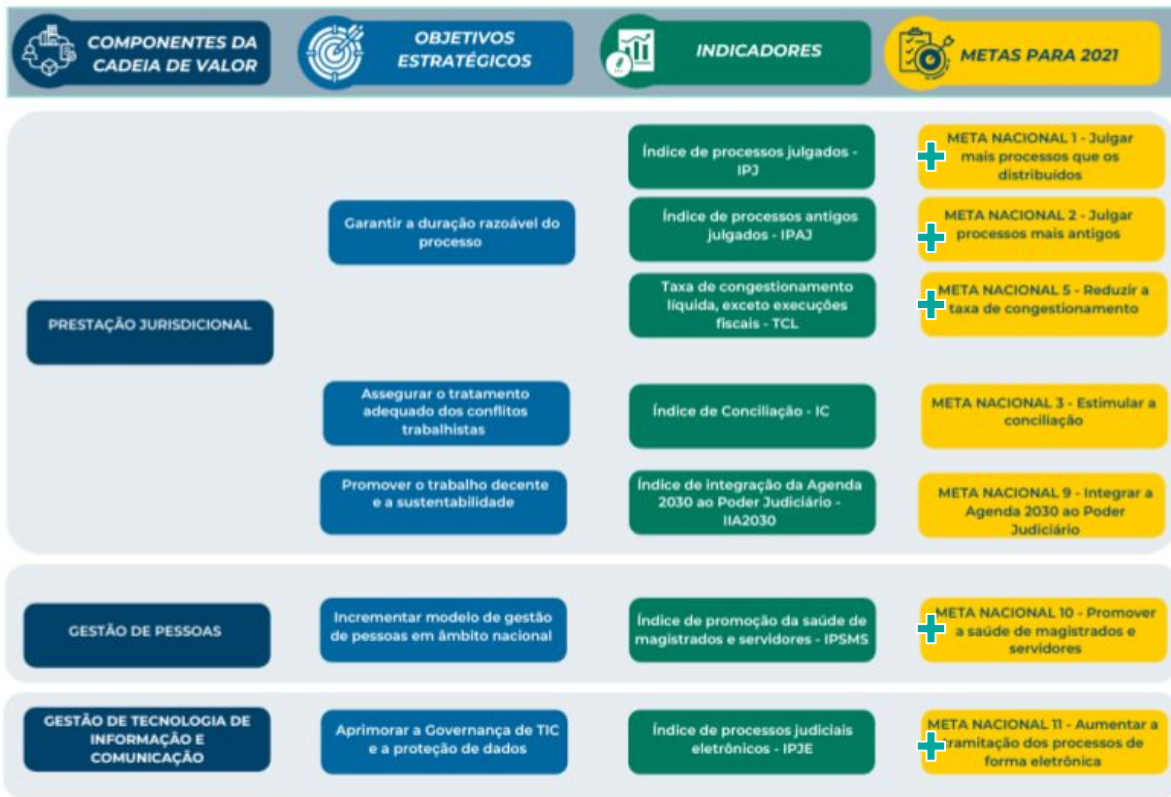 COMPONENTES DA
CADEIA DE VALOR
OBJETIVOS
ESTRATÉGICOS
INDICADORES
METAS PARA 2021
PRESTAÇÃO JURISDICIONAL
Garantir a duração razoável do
processo
Índice de processos julgados -
IPJ
META NACIONAL 1 - Julgar
mais processos que os
distribuídos
Índice de processos antigos
julgados - IPAJ
META NACIONAL 2 - Julgar
processos mais antigos
Taxa de congestionamento
líquida, exceto execuções
fiscais - TCL
META NACIONAL 5 - Reduzir a
taxa de congestionamento
Assegurar o tratamento
adequado dos conflitos
trabalhistas
Índice de Conciliação - IC
META NACIONAL 3 - Estimular a
conciliação
Promover o trabalho decente
e a sustentabilidade
Índice de integração da Agenda
2030 ao Poder Judiciário -
IIA2030
META NACIONAL 9 - Integrar a
Agenda 2030 ao Poder
Judiciário
GESTÃO DE PESSOAS
Incrementar modelo de gestão
de pessoas em âmbito nacional
Índice de promoção da saúde de
magistrados e servidores - IPSMS
META NACIONAL 10 - Promover
a saúde de magistrados e
servidores
GESTÃO DE TECNOLOGIA DE
INFORMAÇÃO E
COMUNICAÇÃO
Aprimorar a Governança de TIC
e a proteção de dados
Índice de processos judiciais
eletrônicos - IPJE
META NACIONAL 11 - Aumentar a
tramitação dos processos de
forma eletrônica